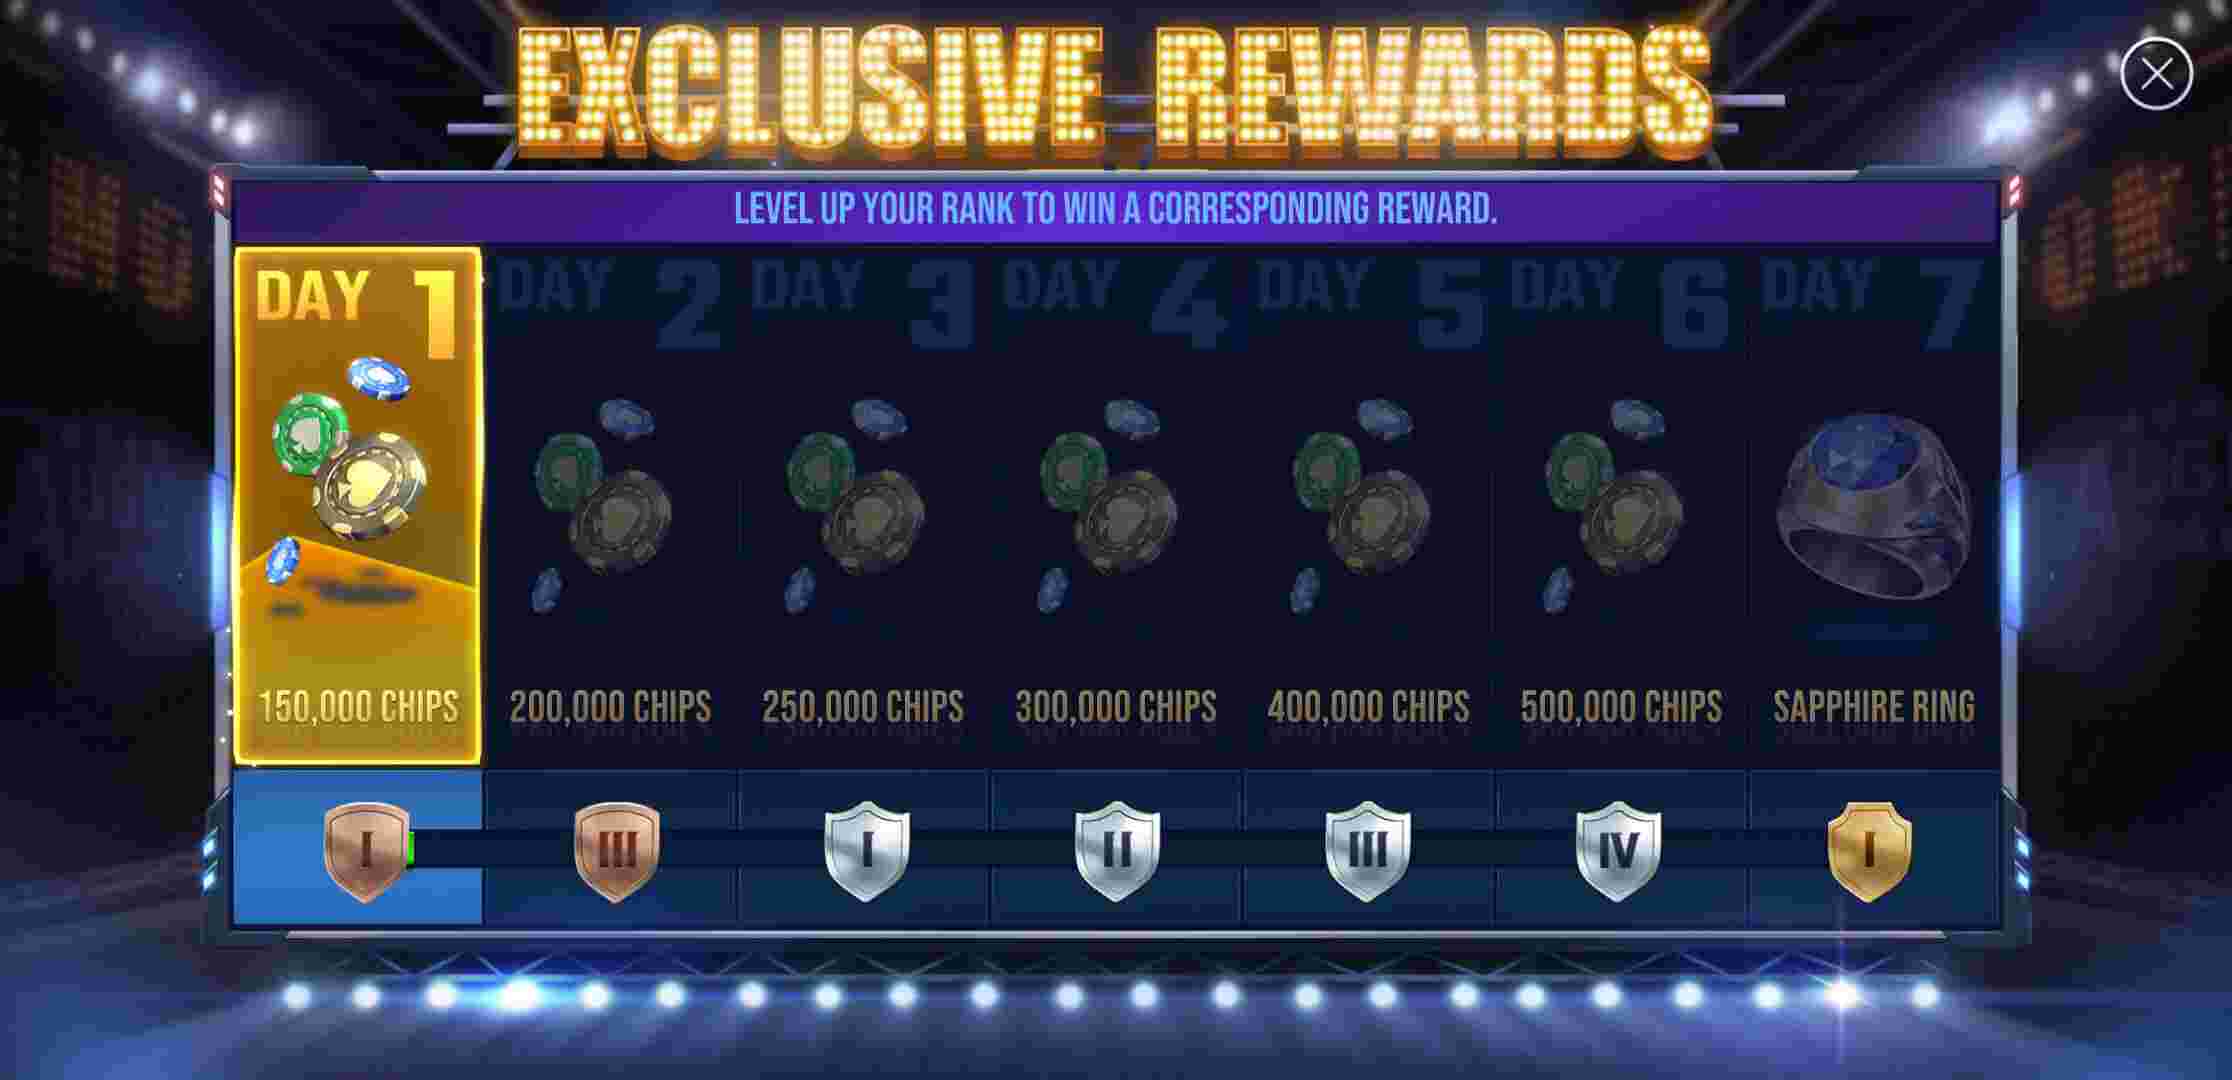 EXCLUSIVE REWARDS
LEVEL UP YOUR RANK TO WIN A CORRESPONDING REWARD.
DAY 1
DAY 2
DAY 3
DAY 4
DAY 5
DAY 6
DAY 7
150,000 CHIPS
200,000 CHIPS
250,000 CHIPS
300,000 CHIPS
400,000 CHIPS
500,000 CHIPS
SAPPHIRE RING
I
III
I
II
III
IV
I